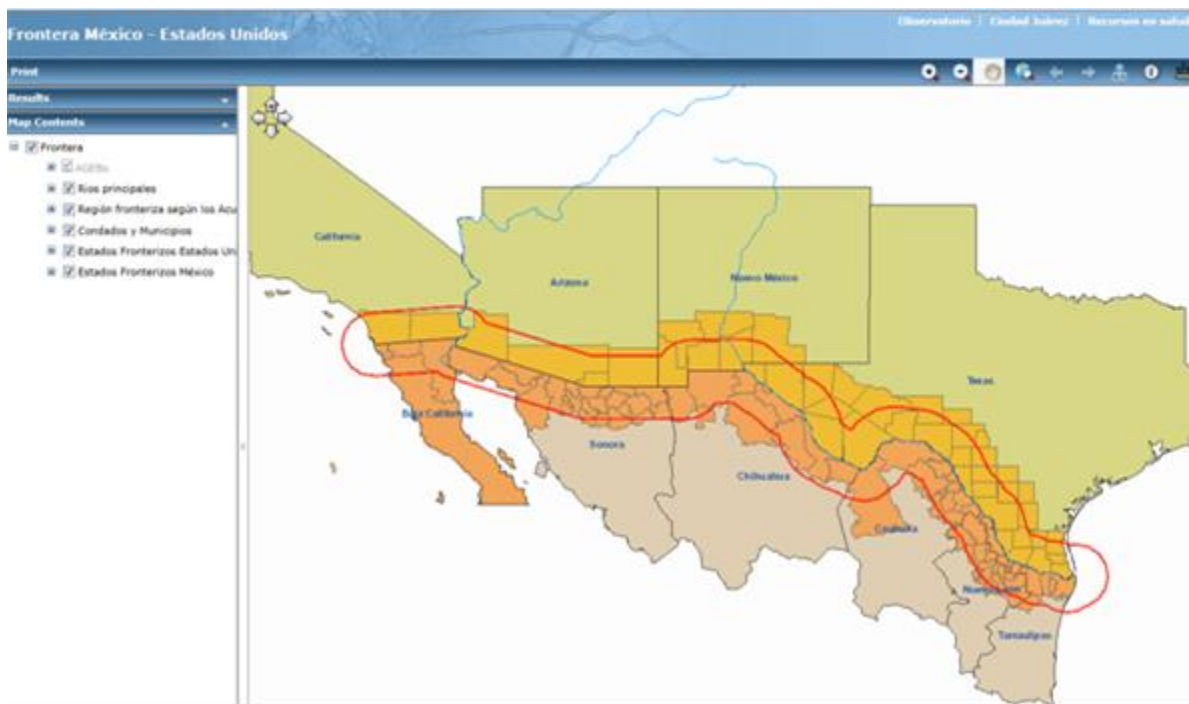 Observatorio | Ciudad Juárez | Recursos en salud
Frontera México - Estados Unidos
Print
Results
Map Contents
Frontera
AGEBs
Rios principales
Región fronteriza según los Acu
Condados y Municipios
Estados Fronterizos Estados Un
Estados Fronterizos México
California
Arizona
Nuevo México
Texas
Baja California
Sonora
Chihuahua
Coahuila
Nuevo León
Tamaulipas